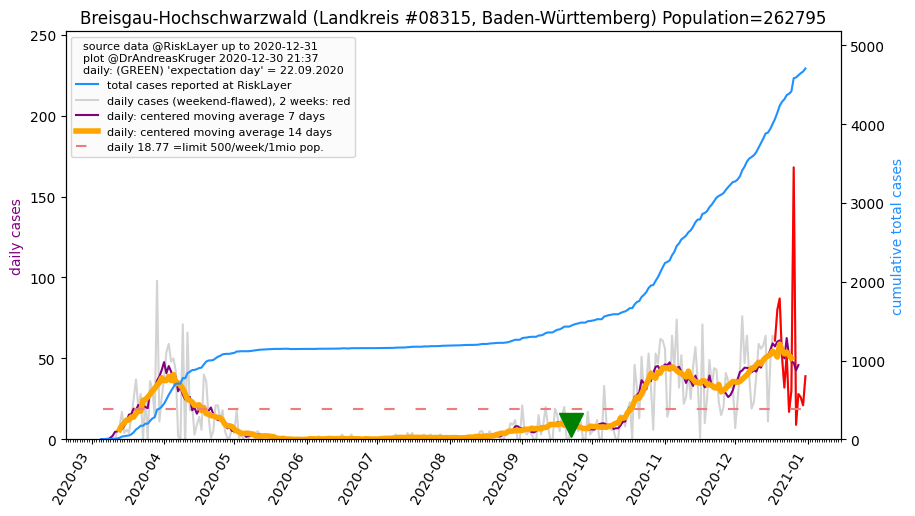 Breisgau-Hochschwarzwald (Landkreis #08315, Baden-Württemberg) Population=262795
source data @RiskLayer up to 2020-12-31
plot @DrAndreasKruger 2020-12-30 21:37
daily: (GREEN) 'expectation day' = 22.09.2020
total cases reported at RiskLayer
daily cases (weekend-flawed), 2 weeks: red
daily: centered moving average 7 days
daily: centered moving average 14 days
daily 18.77 =limit 500/week/1mio pop.
daily cases
250
200
150
100
50
0
cumulative total cases
5000
4000
3000
2000
1000
0
2020-03
2020-04
2020-05
2020-06
2020-07
2020-08
2020-09
2020-10
2020-11
2020-12
2021-01